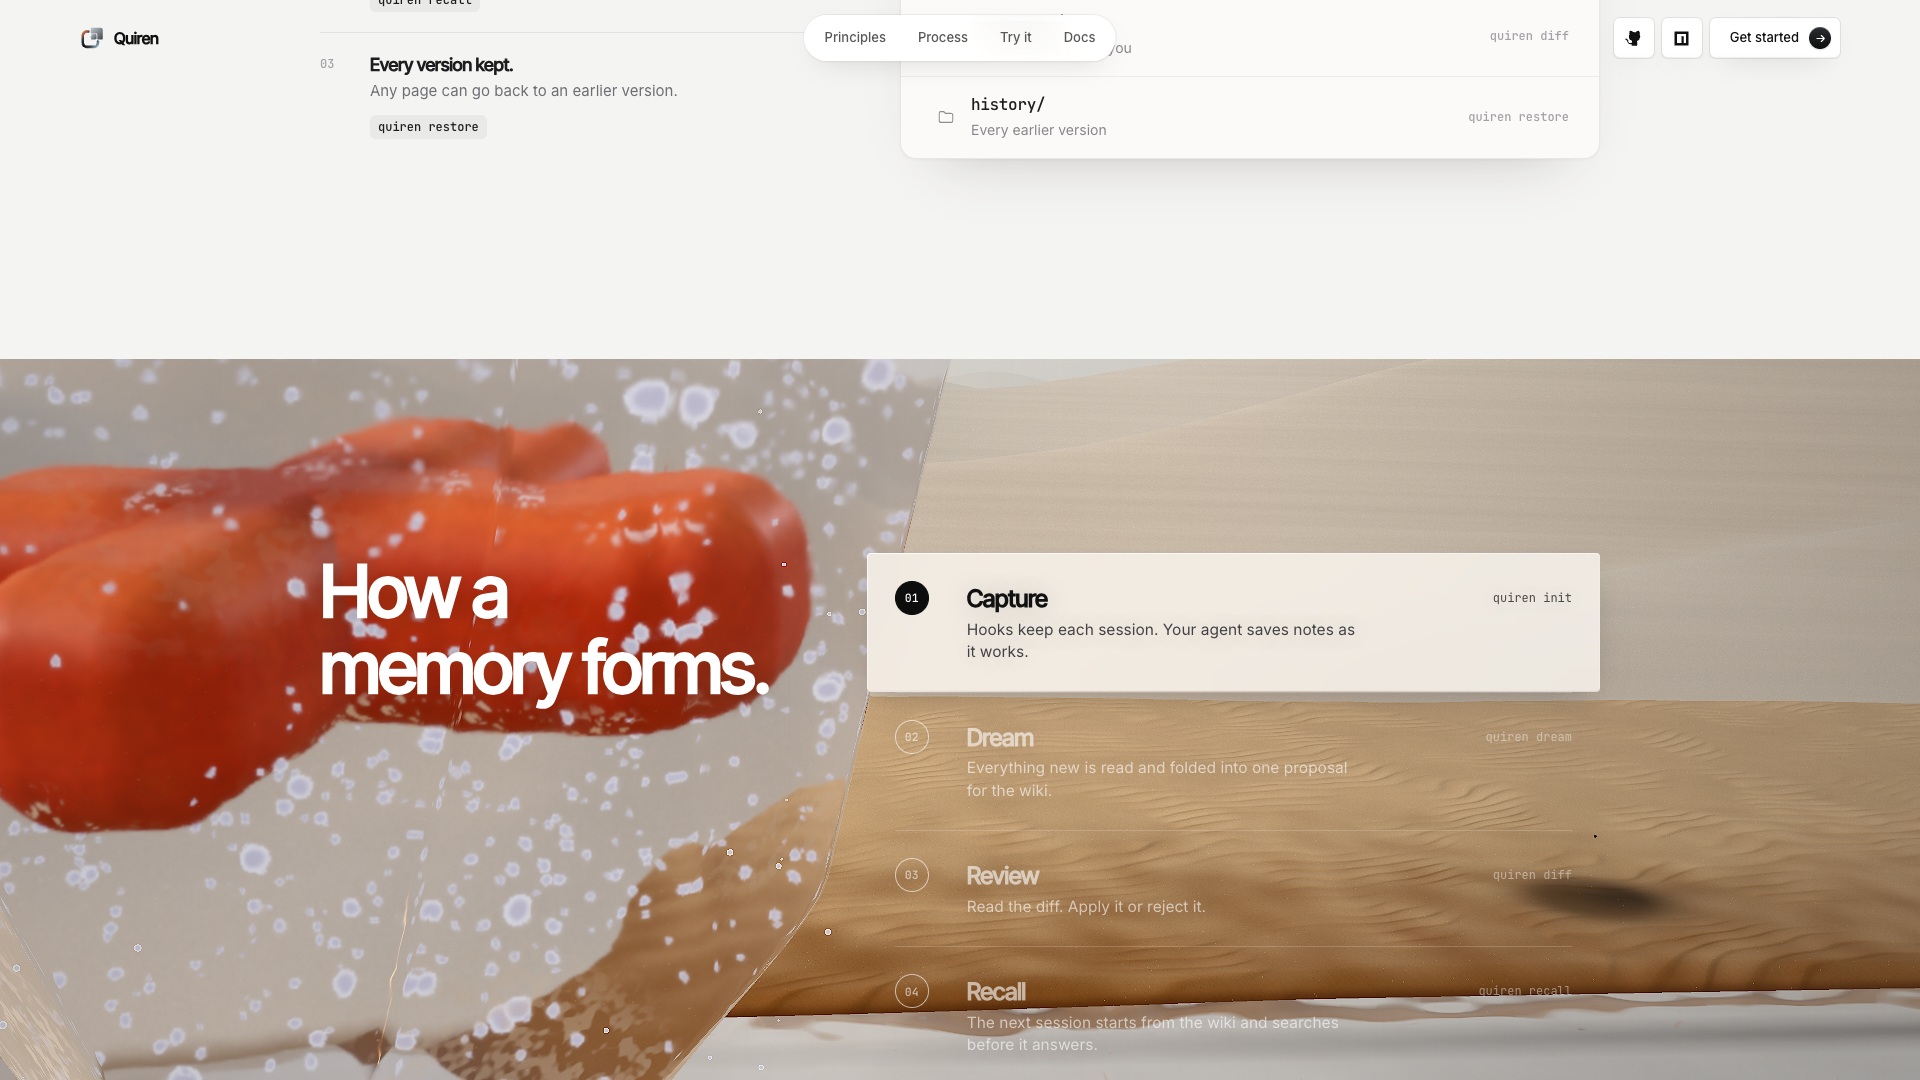 quiren recall
Quiren
Principles
Process
Try it
Docs
Get started
03
Every version kept.
Any page can go back to an earlier version.
quiren restore
you
quiren diff
history/
Every earlier version
quiren restore
How a
memory forms.
01
Capture
quiren init
Hooks keep each session. Your agent saves notes as
it works.
02
Dream
quiren dream
Everything new is read and folded into one proposal
for the wiki.
03
Review
quiren diff
Read the diff. Apply it or reject it.
04
Recall
quiren recall
The next session starts from the wiki and searches
before it answers.